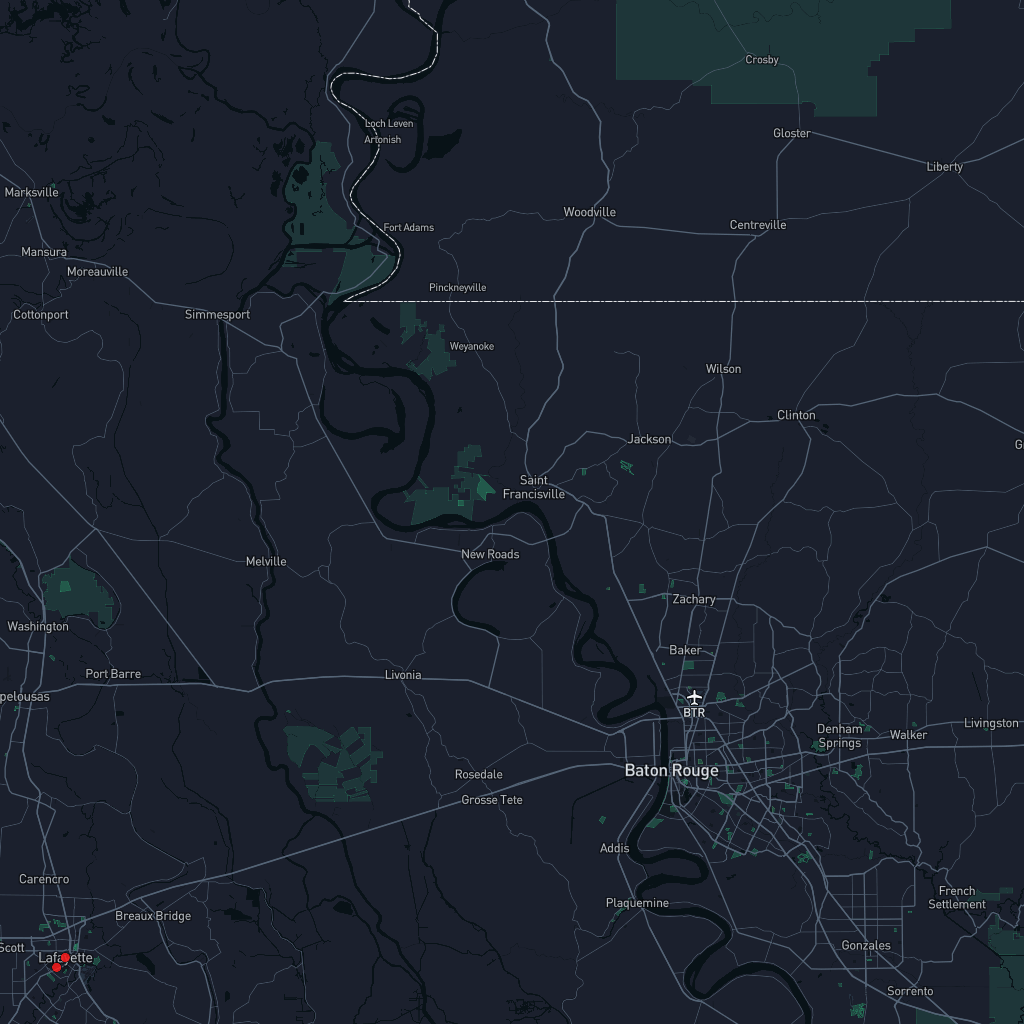 Crosby
Loch Leven
Artonish
Gloster
Liberty
Marksville
Woodville
Centreville
Fort Adams
Mansura
Moreauville
Pinckneyville
Cottonport
Simmesport
Weyanoke
Wilson
Clinton
Jackson
G
Saint
Francisville
New Roads
Melville
Zachary
Washington
Baker
Port Barre
Livonia
pelousas
BTR
Denham
Springs
Walker
Livingston
Baton Rouge
Rosedale
Grosse Tete
Addis
Carencro
French
Settlement
Plaquemine
Breaux Bridge
Scott
Lafayette
Gonzales
Sorrento